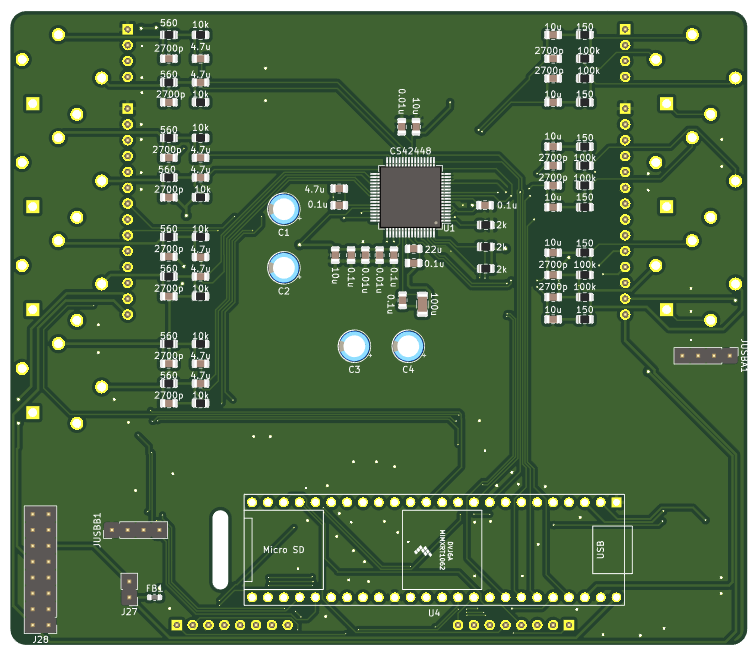 560
10k
2700p
4.7u
560
4.7u
2700p
10k
10u
150
2700p
100k
2700p
100k
10u
150
0.01u
10u
560
10k
2700p
4.7u
560
4.7u
2700p
10k
CS42448
4.7u
0.1u
U1
0.1u
2k
2k
2k
10u
150
2700p
100k
2700p
100k
10u
150
C1
C2
560
10k
2700p
4.7u
560
4.7u
2700p
10k
10u
0.1u
0.01u
0.01u
0.1u
22u
0.1u
0.1u
100u
10u
150
2700p
100k
2700p
100k
10u
150
560
10k
2700p
4.7u
560
4.7u
2700p
10k
C3
C4
JUSBA1
JUSBB1
Micro SD
DVJ6A
MIMXRT1062
USB
FB1
J27
J28
U4